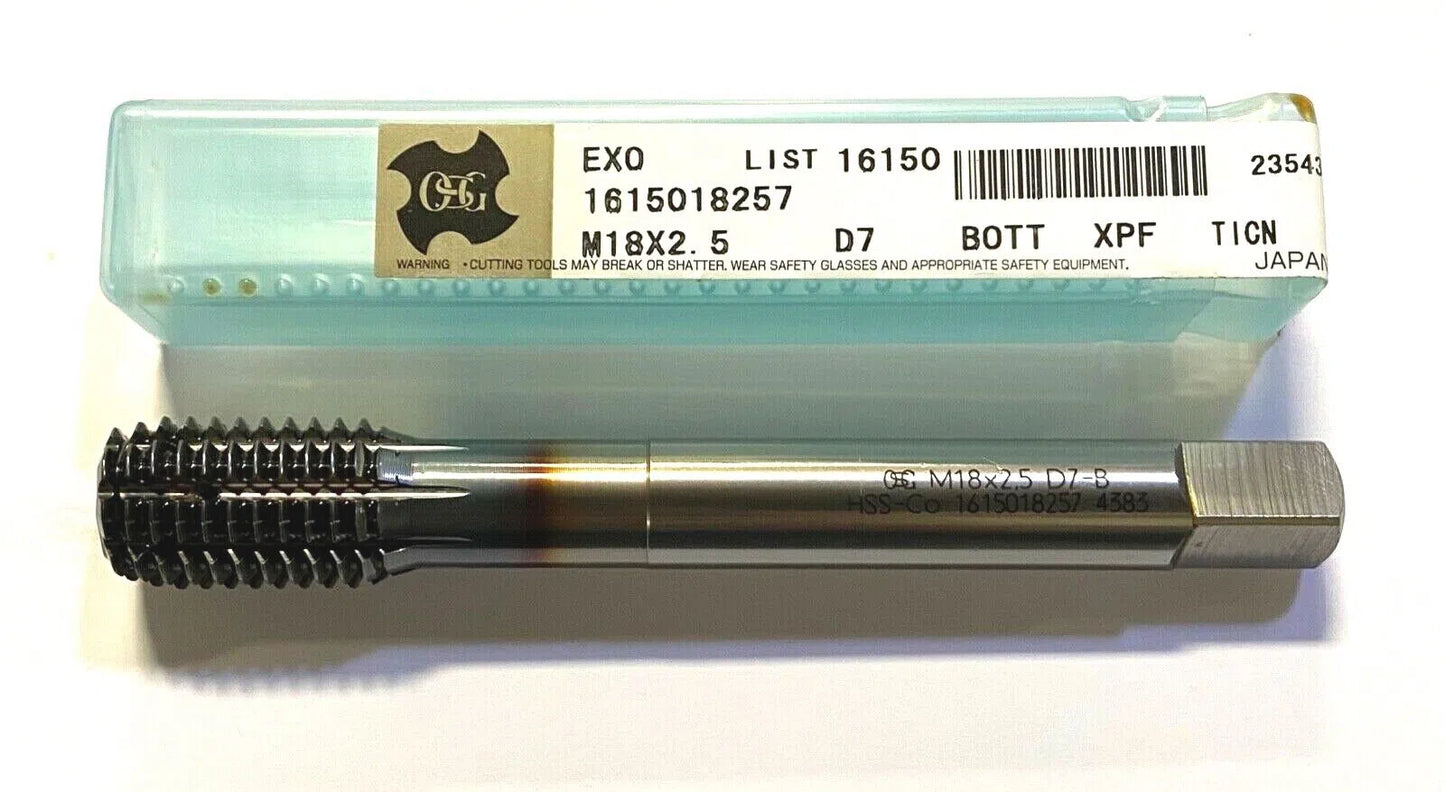 OSG
EXO LIST 16150 23543
1615018257
M18X2.5 D7 BOTT XPF TICN
WARNING • CUTTING TOOLS MAY BREAK OR SHATTER. WEAR SAFETY GLASSES AND APPROPRIATE SAFETY EQUIPMENT.
JAPAN
OSG M18x2.5 D7-B
HSS-Co 1615018257 4383